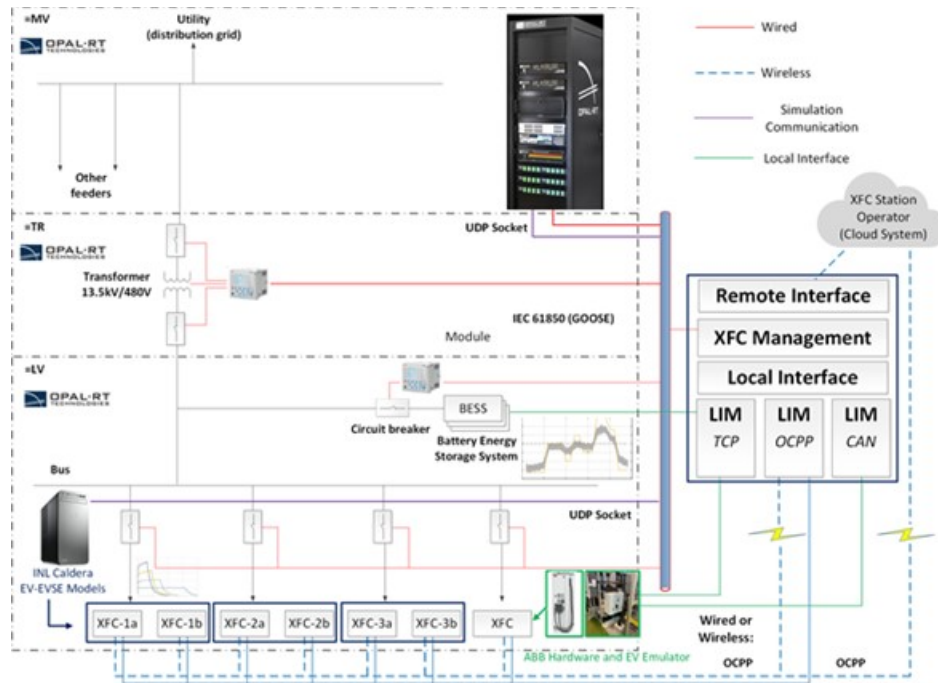 =MV
OPAL-RT
TECHNOLOGIES
Utility
(distribution grid)
Other
feeders
OPAL-RT
Wired
Wireless
Simulation
Communication
Local Interface
=TR
OPAL-RT
TECHNOLOGIES
Transformer
13.5kV/480V
UDP Socket
IEC 61850 (GOOSE)
Module
XFC Station
Operator
(Cloud System)
Remote Interface
XFC Management
Local Interface
LIM
TCP
LIM
OCPP
LIM
CAN
=LV
OPAL-RT
TECHNOLOGIES
Circuit breaker
BESS
Battery Energy
Storage System
Bus
UDP Socket
INL Caldera
EV-EVSE Models
XFC-1a
XFC-1b
XFC-2a
XFC-2b
XFC-3a
XFC-3b
XFC
ABB Hardware and EV Emulator
Wired or
Wireless:
OCPP
OCPP